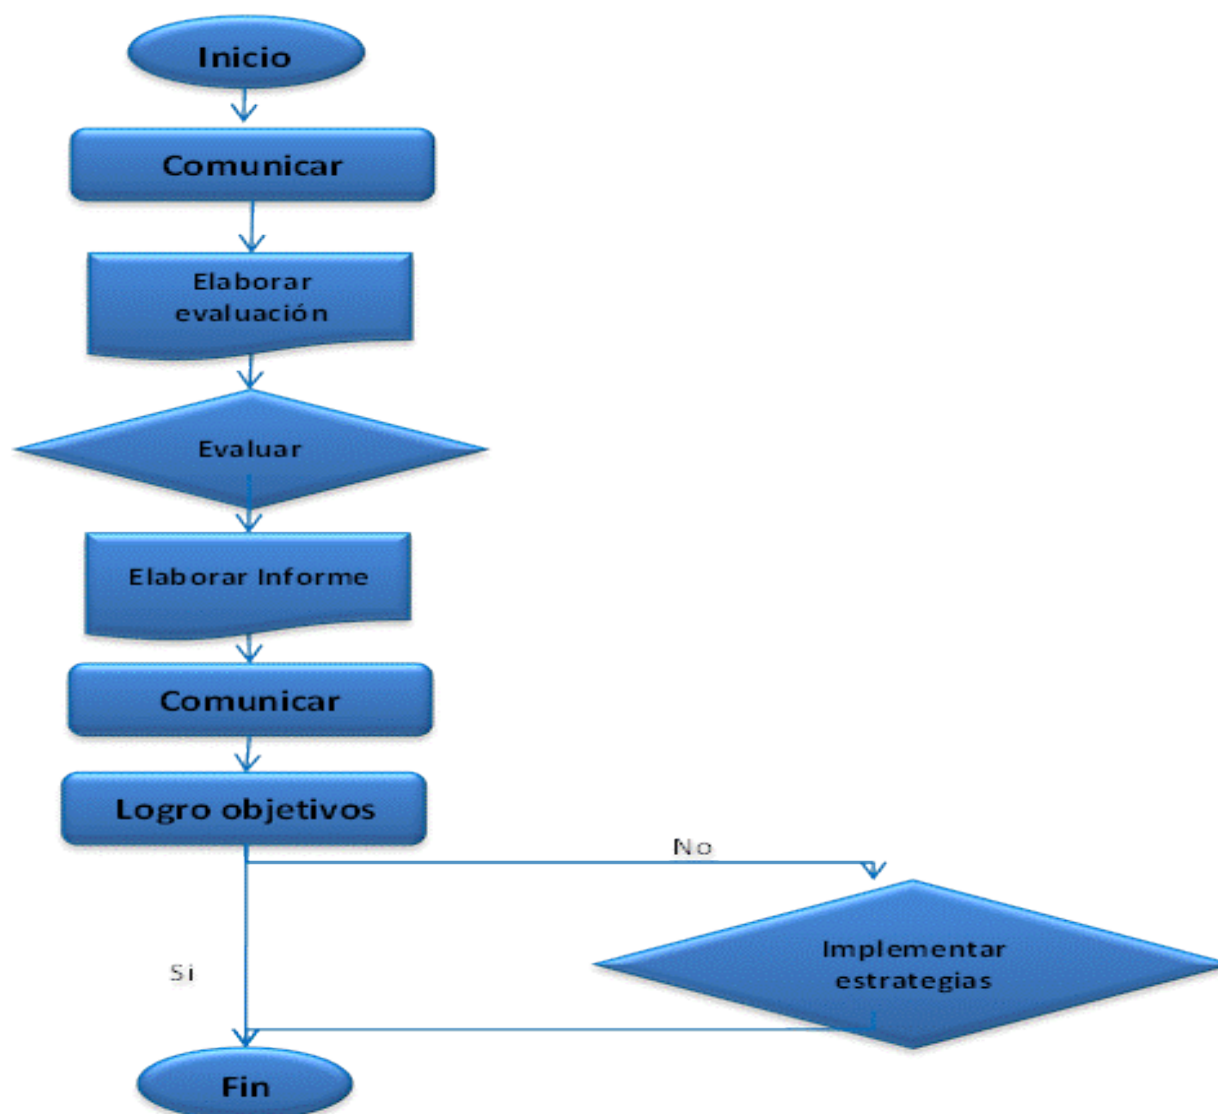 Inicio
Comunicar
Elaborar
evaluación
Evaluar
Elaborar Informe
Comunicar
Logro objetivos
No
Implementar
estrategias
Si
Fin